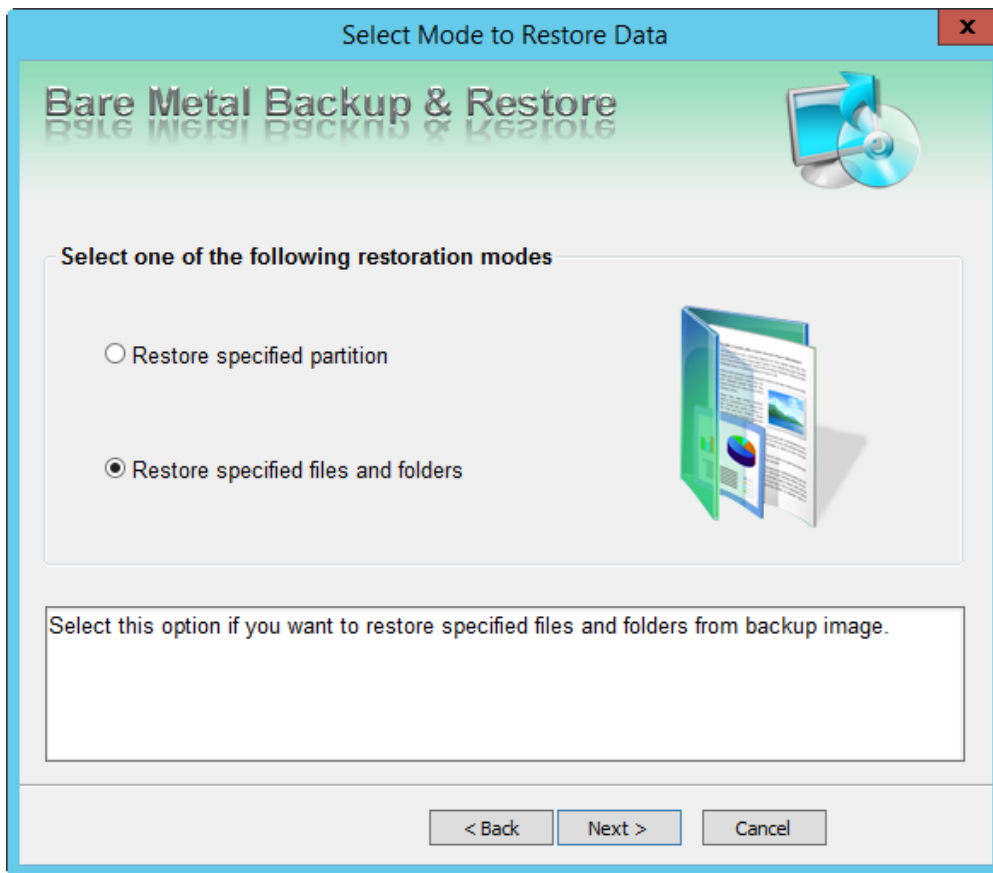 Select Mode to Restore Data
x
Bare Metal Backup & Restore
Select one of the following restoration modes
Restore specified partition
Restore specified files and folders
Select this option if you want to restore specified files and folders from backup image.
< Back
Next >
Cancel